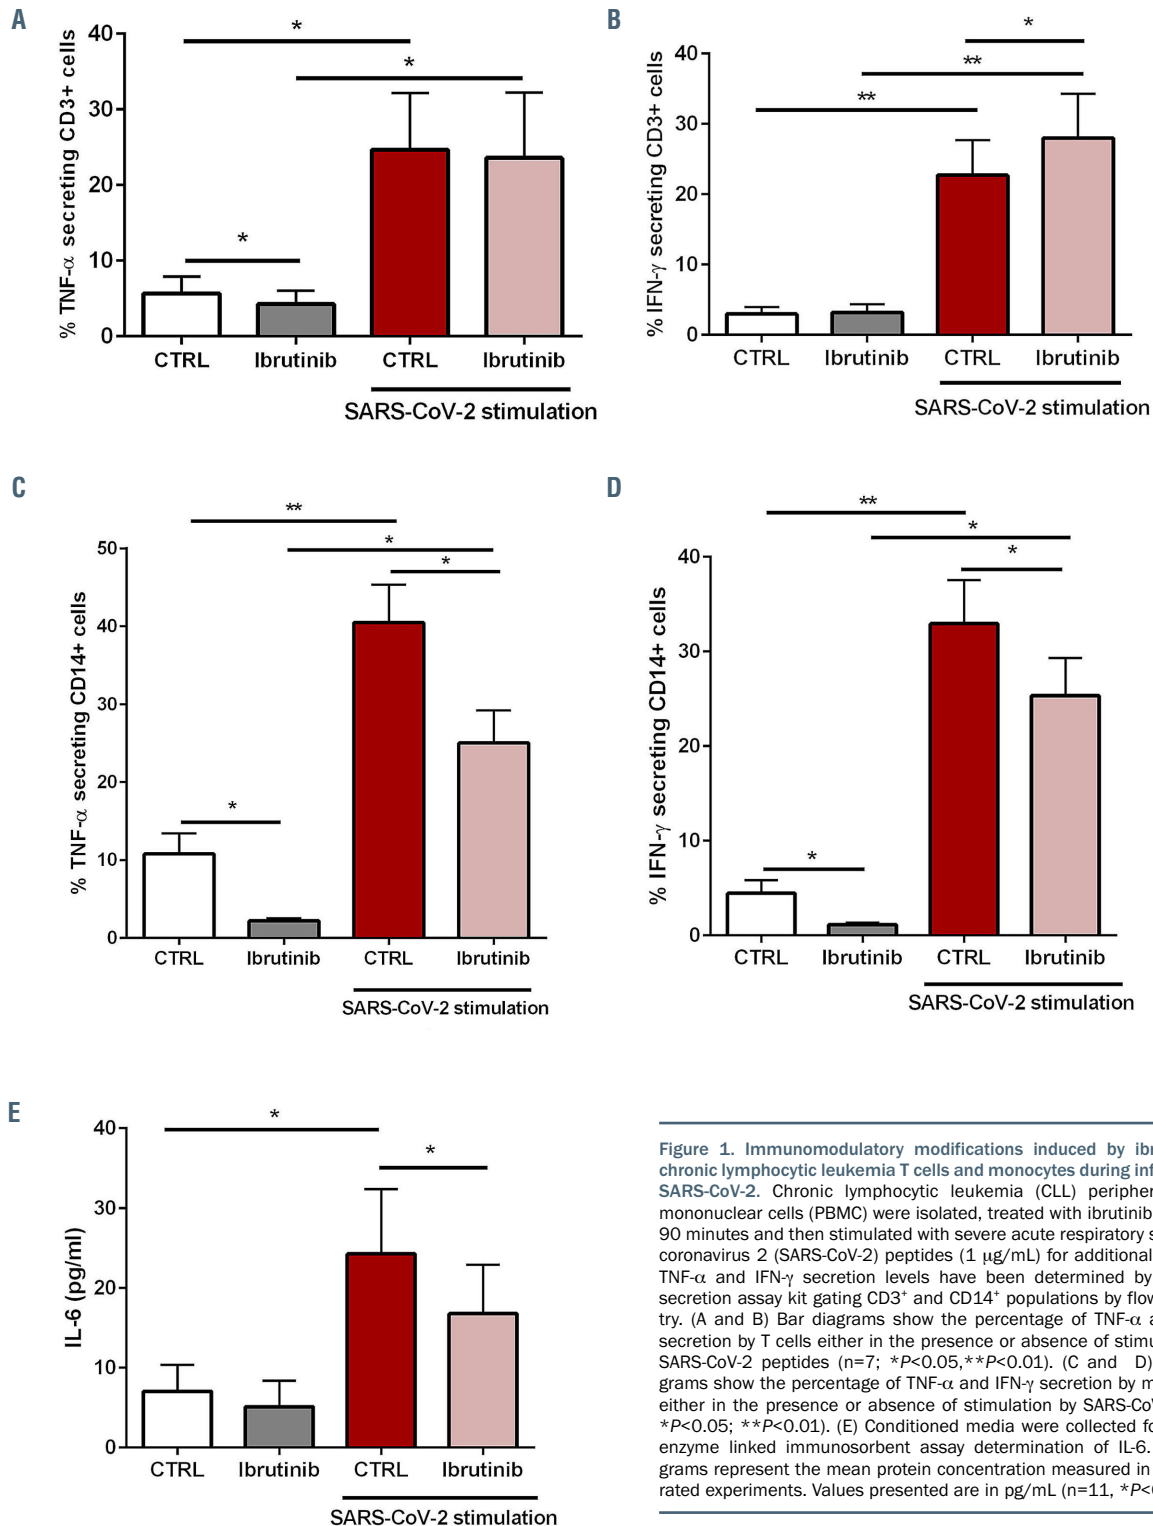 A
% TNF-α secreting CD3+ cells
40
30
20
10
0
*
*
*
CTRL
Ibrutinib
CTRL
Ibrutinib
SARS-CoV-2 stimulation
B
% IFN-γ secreting CD3+ cells
40
30
20
10
0
*
**
**
CTRL
Ibrutinib
CTRL
Ibrutinib
SARS-CoV-2 stimulation
C
% TNF-α secreting CD14+ cells
50
40
30
20
10
0
**
*
*
*
CTRL
Ibrutinib
CTRL
Ibrutinib
SARS-CoV-2 stimulation
D
% IFN-γ secreting CD14+ cells
40
30
20
10
0
**
*
*
*
CTRL
Ibrutinib
CTRL
Ibrutinib
SARS-CoV-2 stimulation
E
IL-6 (pg/ml)
40
30
20
10
0
*
*
CTRL
Ibrutinib
CTRL
Ibrutinib
SARS-CoV-2 stimulation
Figure 1. Immunomodulatory modifications induced by ibr
chronic lymphocytic leukemia T cells and monocytes during inf
SARS-CoV-2. Chronic lymphocytic leukemia (CLL) peripher
mononuclear cells (PBMC) were isolated, treated with ibrutinib
90 minutes and then stimulated with severe acute respiratory s
coronavirus 2 (SARS-CoV-2) peptides (1 μg/mL) for additional
TNF-α and IFN-γ secretion levels have been determined by
secretion assay kit gating CD3⁺ and CD14⁺ populations by flow
try. (A and B) Bar diagrams show the percentage of TNF-α a
secretion by T cells either in the presence or absence of stimu
SARS-CoV-2 peptides (n=7; *P<0.05,**P<0.01). (C and D)
grams show the percentage of TNF-α and IFN-γ secretion by m
either in the presence or absence of stimulation by SARS-CoV
*P<0.05; **P<0.01). (E) Conditioned media were collected fo
enzyme linked immunosorbent assay determination of IL-6.
grams represent the mean protein concentration measured in
rated experiments. Values presented are in pg/mL (n=11, *P<